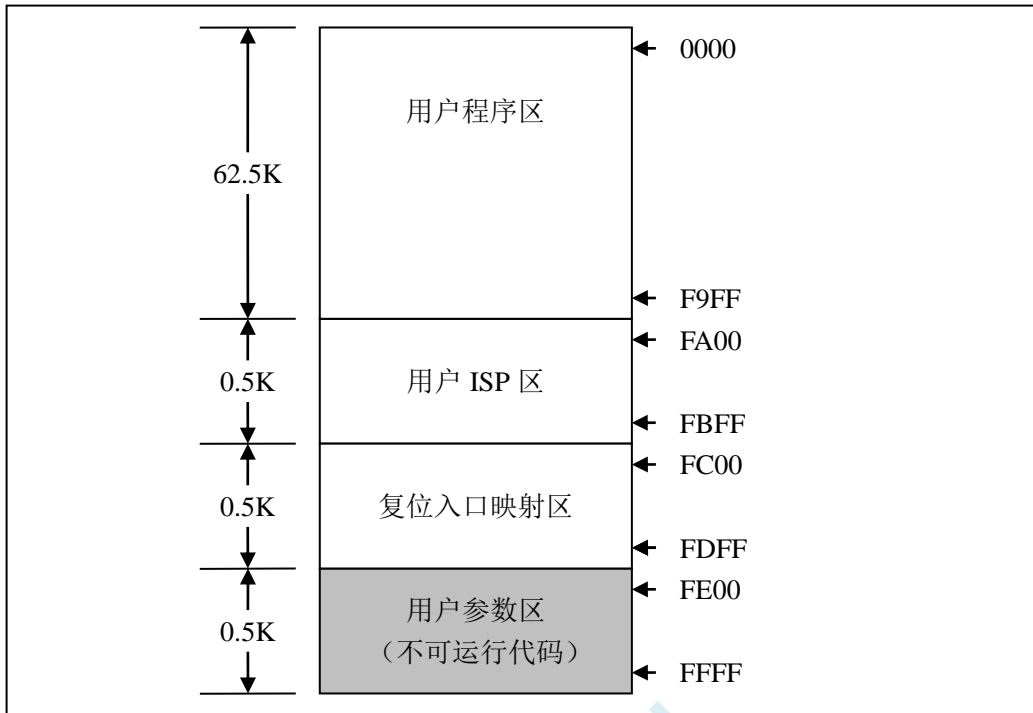 0000
用户程序区
62.5K
F9FF
FA00
用户 ISP 区
0.5K
FBFF
FC00
复位入口映射区
0.5K
FDFF
FE00
用户参数区
0.5K
（不可运行代码）
FFFF